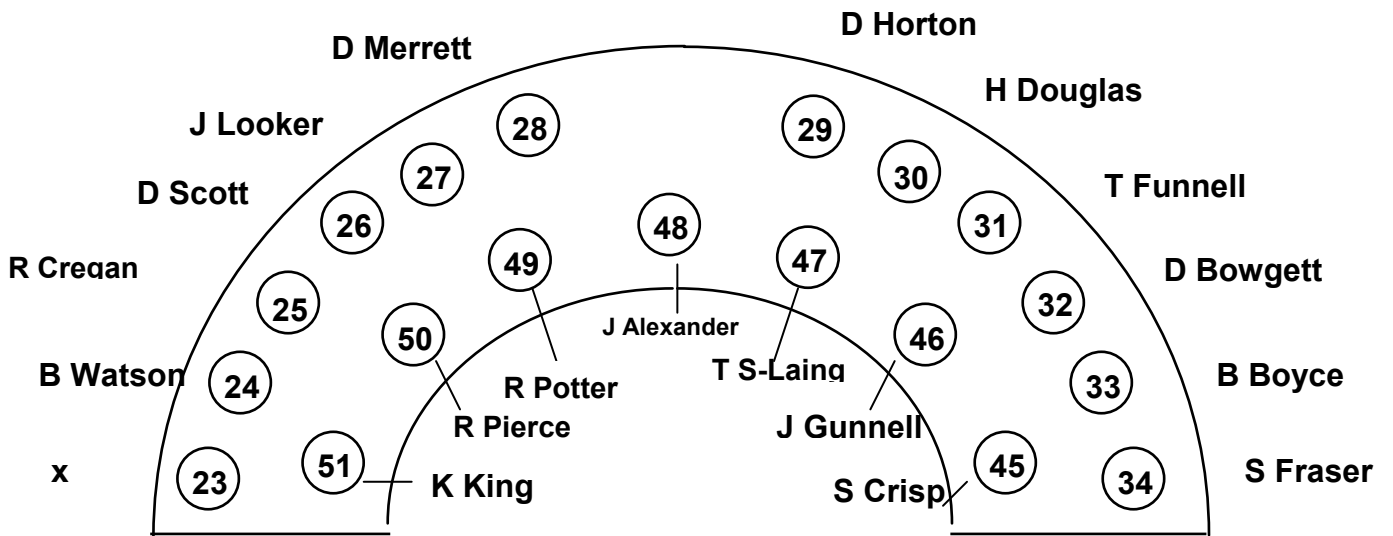 D Horton
D Merrett
H Douglas
J Looker
28
29
27
30
D Scott
T Funnell
26
31
48
49
47
R Cregan
D Bowgett
25
32
J Alexander
50
46
B Watson
24
R Potter
T S-Laing
33
B Boyce
R Pierce
J Gunnell
x
23
51
K King
S Crisp
45
34
S Fraser